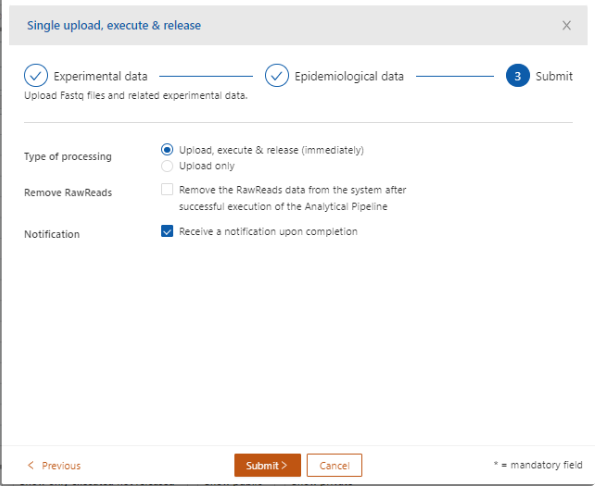 Single upload, execute & release
Experimental data
Epidemiological data
3 Submit
Upload Fastq files and related experimental data.
Type of processing
Upload, execute & release (immediately)
Upload only
Remove RawReads
Remove the RawReads data from the system after
successful execution of the Analytical Pipeline
Notification
Receive a notification upon completion
< Previous
Submit >
Cancel
* = mandatory field